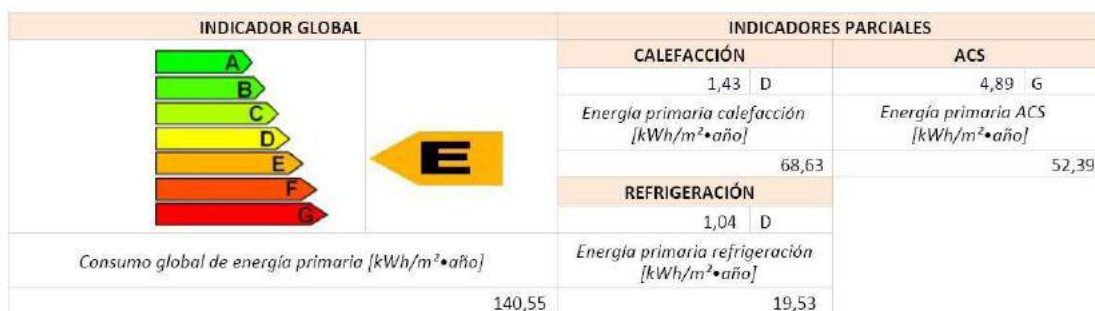 INDICADOR GLOBAL
INDICADORES PARCIALES
CALEFACCIÓN
ACS
A
B
C
D
E
F
G
E
1,43 D
4,89 G
Energía primaria calefacción
[kWh/m²•año]
Energía primaria ACS
[kWh/m²•año]
68,63
52,39
REFRIGERACIÓN
1,04 D
Consumo global de energía primaria [kWh/m²•año]
Energía primaria refrigeración
[kWh/m²•año]
140,55
19,53